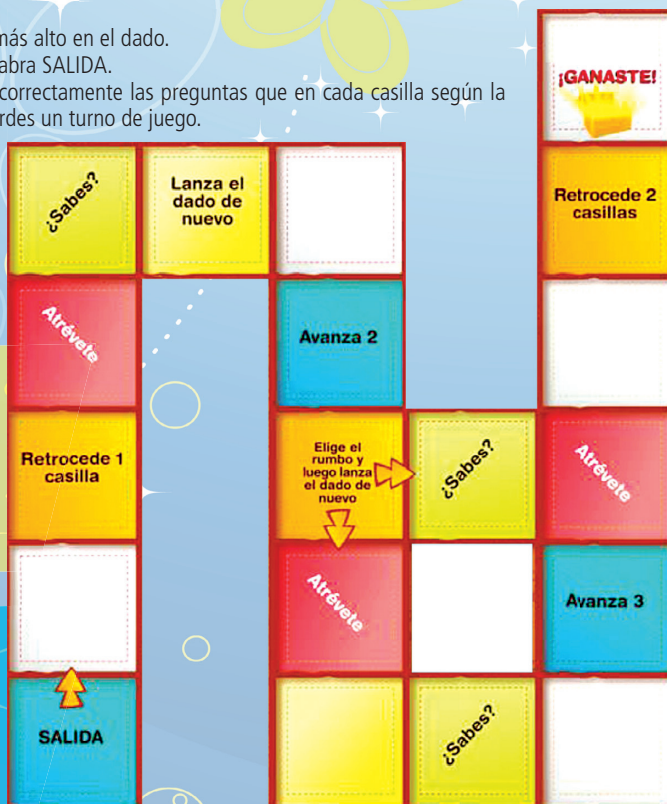 más alto en el dado.
abra SALIDA.
correctamente las preguntas que en cada casilla según la
rdes un turno de juego.
¡GANASTE!
¿Sabes?
Lanza el
dado de
nuevo
Retrocede 2
casillas
Atrévete
Avanza 2
Retrocede 1
casilla
Elige el
rumbo y
luego lanza
el dado de
nuevo
¿Sabes?
Atrévete
Atrévete
Avanza 3
SALIDA
¿Sabes?